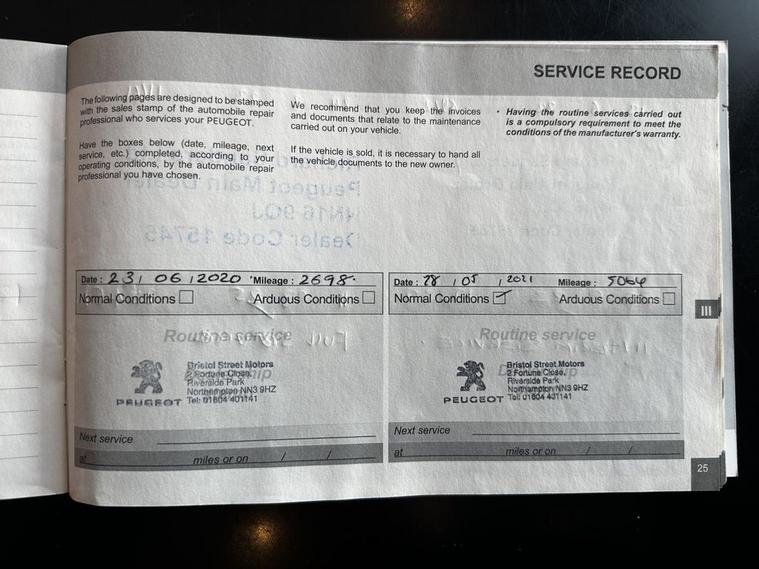 SERVICE RECORD
The following pages are designed to be stamped
with the sales stamp of the automobile repair
professional who services your PEUGEOT.
Have the boxes below (date, mileage, next
service, etc.) completed, according to your
operating conditions, by the automobile repair
professional you have chosen.
We recommend that you keep the invoices
and documents that relate to the maintenance
carried out on your vehicle.
If the vehicle is sold, it is necessary to hand all
the vehicle documents to the new owner.
• Having the routine services carried out
is a compulsory requirement to meet the
conditions of the manufacturer's warranty.
Peugeot Main Dealer
Dealer Code 15745
Date : 23 / 06 / 2020 Mileage : 2698
Normal Conditions Arduous Conditions
Routine service
Bristol Street Motors
2 Fortune Close,
Riverside Park
Northampton NN3 9HZ
PEUGEOT Tel: 01604 401141
Next service
at miles or on / /
Date : 28 / 05 / 2021 Mileage : 5064
Normal Conditions Arduous Conditions
Routine service
Bristol Street Motors
2 Fortune Close,
Riverside Park
Northampton NN3 9HZ
PEUGEOT Tel: 01604 401141
Next service
at miles or on / /
III
25